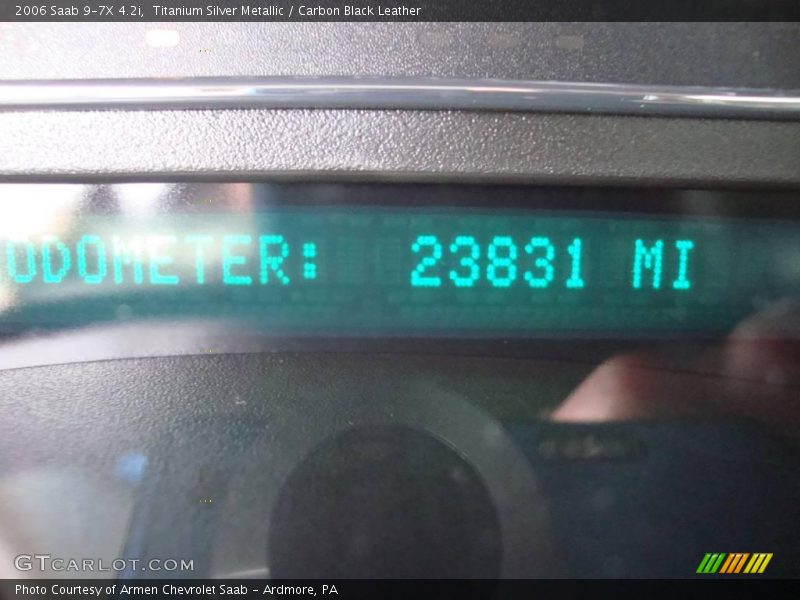 2006 Saab 9-7X 4.2i, Titanium Silver Metallic / Carbon Black Leather
ODOMETER: 23831 MI
GTCARLOT.COM
Photo Courtesy of Armen Chevrolet Saab - Ardmore, PA